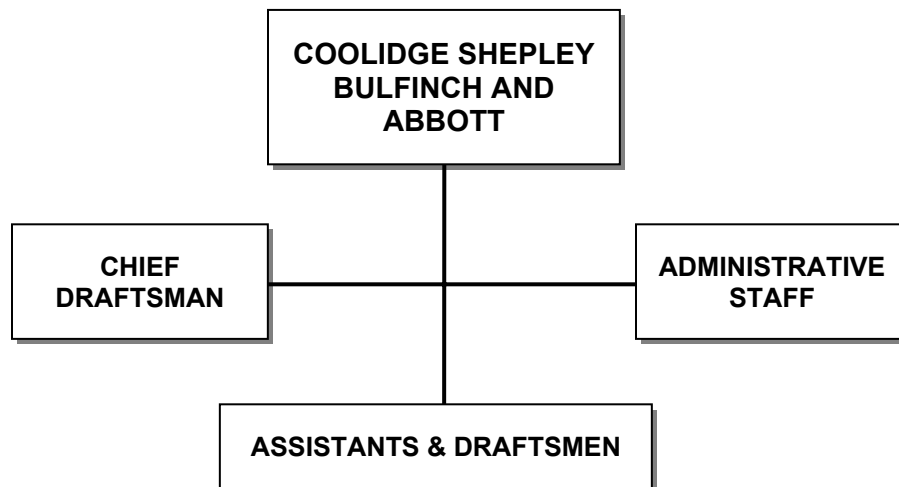 COOLIDGE SHEPLEY
BULFINCH AND
ABBOTT
CHIEF
DRAFTSMAN
ADMINISTRATIVE
STAFF
ASSISTANTS & DRAFTSMEN